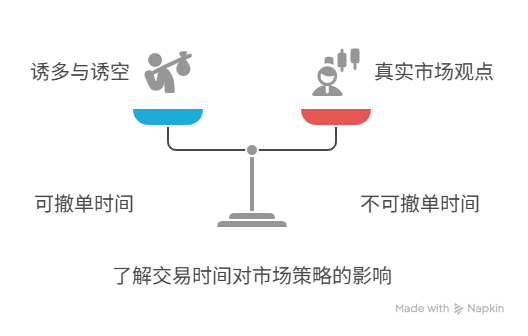 诱多与诱空
真实市场观点
可撤单时间
不可撤单时间
了解交易时间对市场策略的影响
Made with Napkin